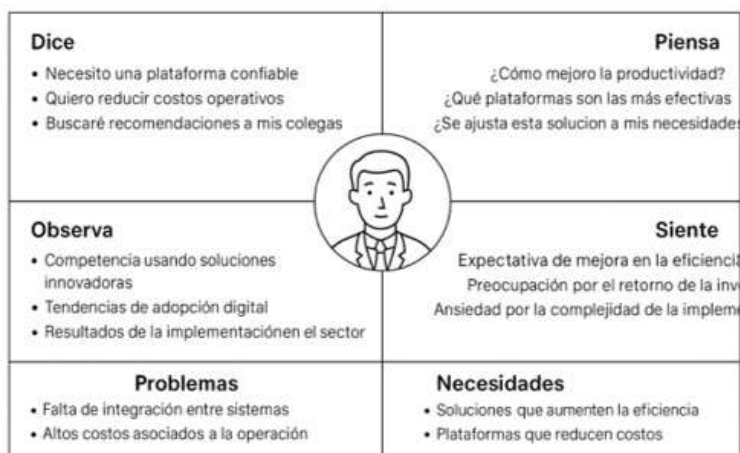 Dice
• Necesito una plataforma confiable
• Quiero reducir costos operativos
• Buscaré recomendaciones a mis colegas
Piensa
¿Cómo mejoro la productividad?
¿Qué plataformas son las más efectivas
¿Se ajusta esta solucion a mis necesidades
Observa
• Competencia usando soluciones
innovadoras
• Tendencias de adopción digital
• Resultados de la implementaciónen el sector
Siente
Expectativa de mejora en la
Preocupación por el retorno de la
Ansiedad por la complejidad de la
Problemas
• Falta de integración entre sistemas
• Altos costos asociados a la operación
Necesidades
• Soluciones que aumenten la eficiencia
• Plataformas que reducen costos